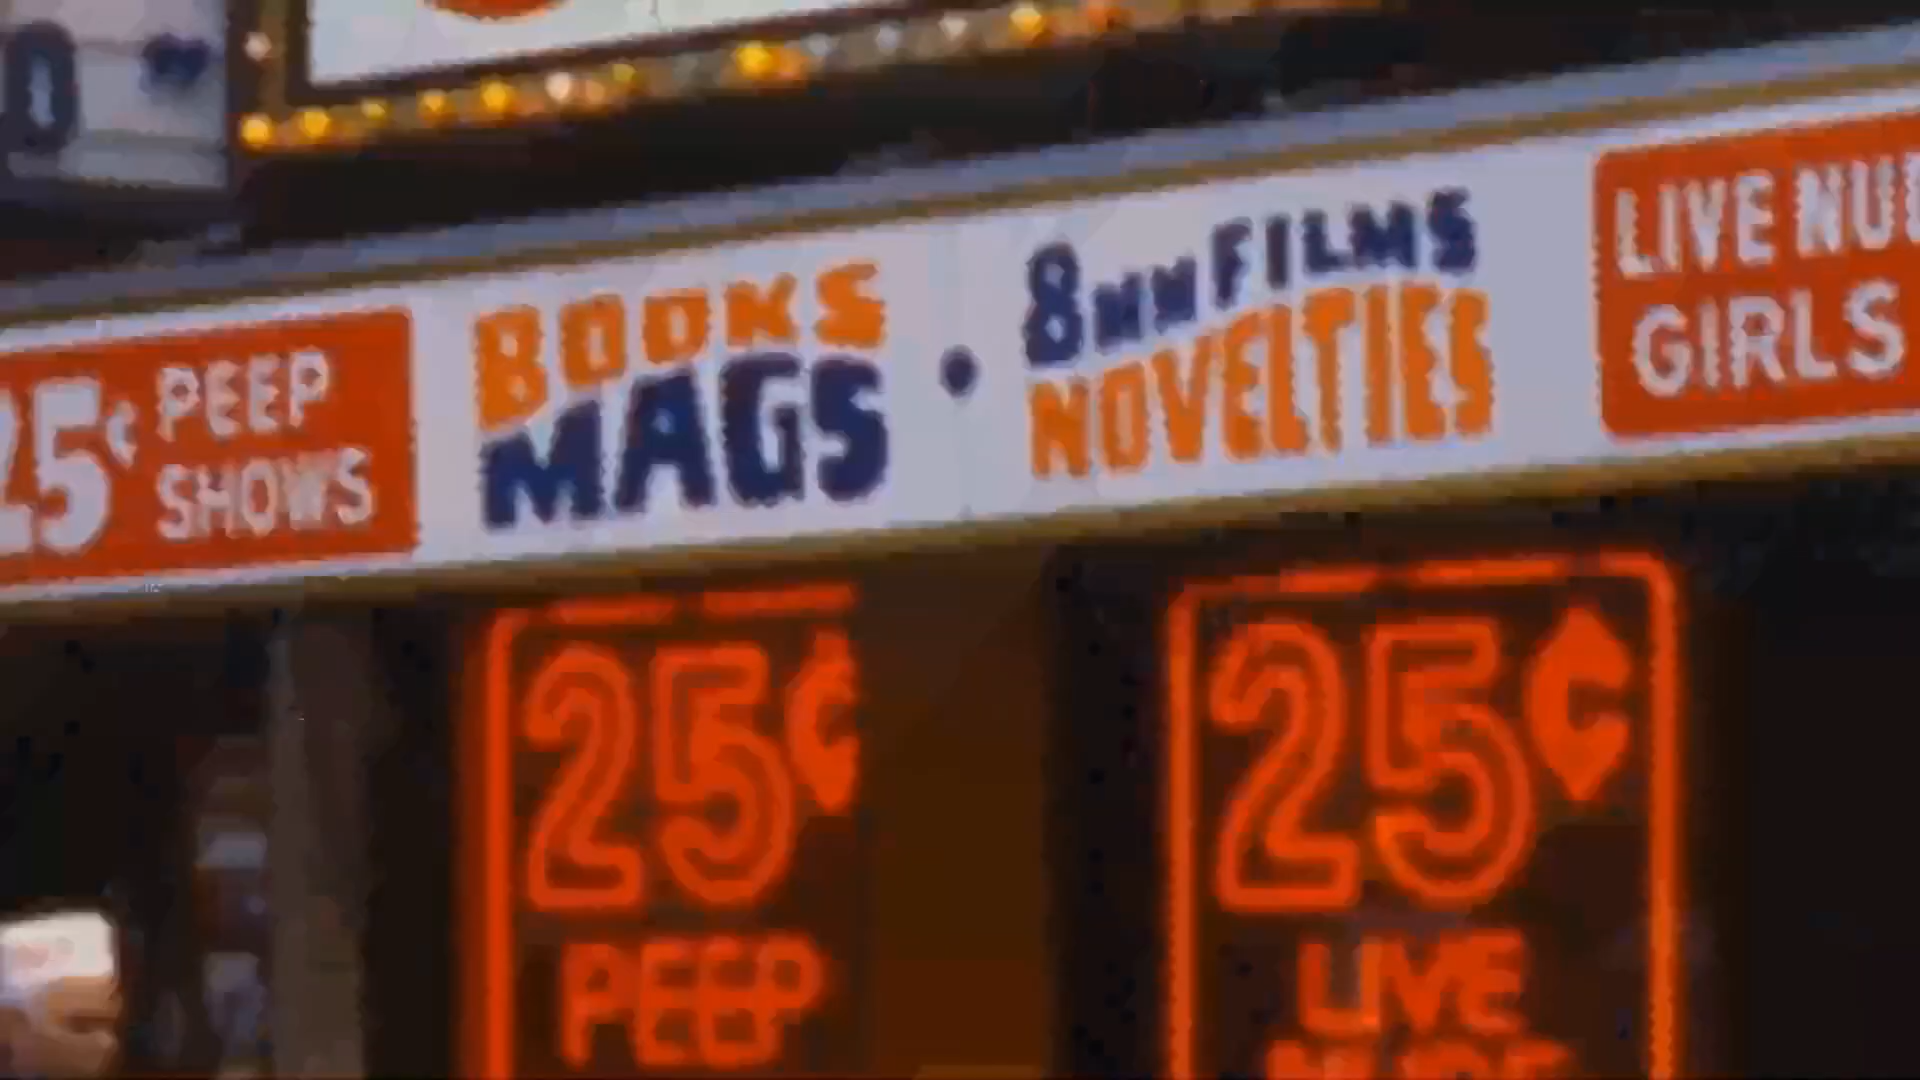 25¢ PEEP
SHOWS
BOOKS
MAGS
•
8MM FILMS
NOVELTIES
LIVE
GIRLS
25¢
PEEP
25¢
LIVE